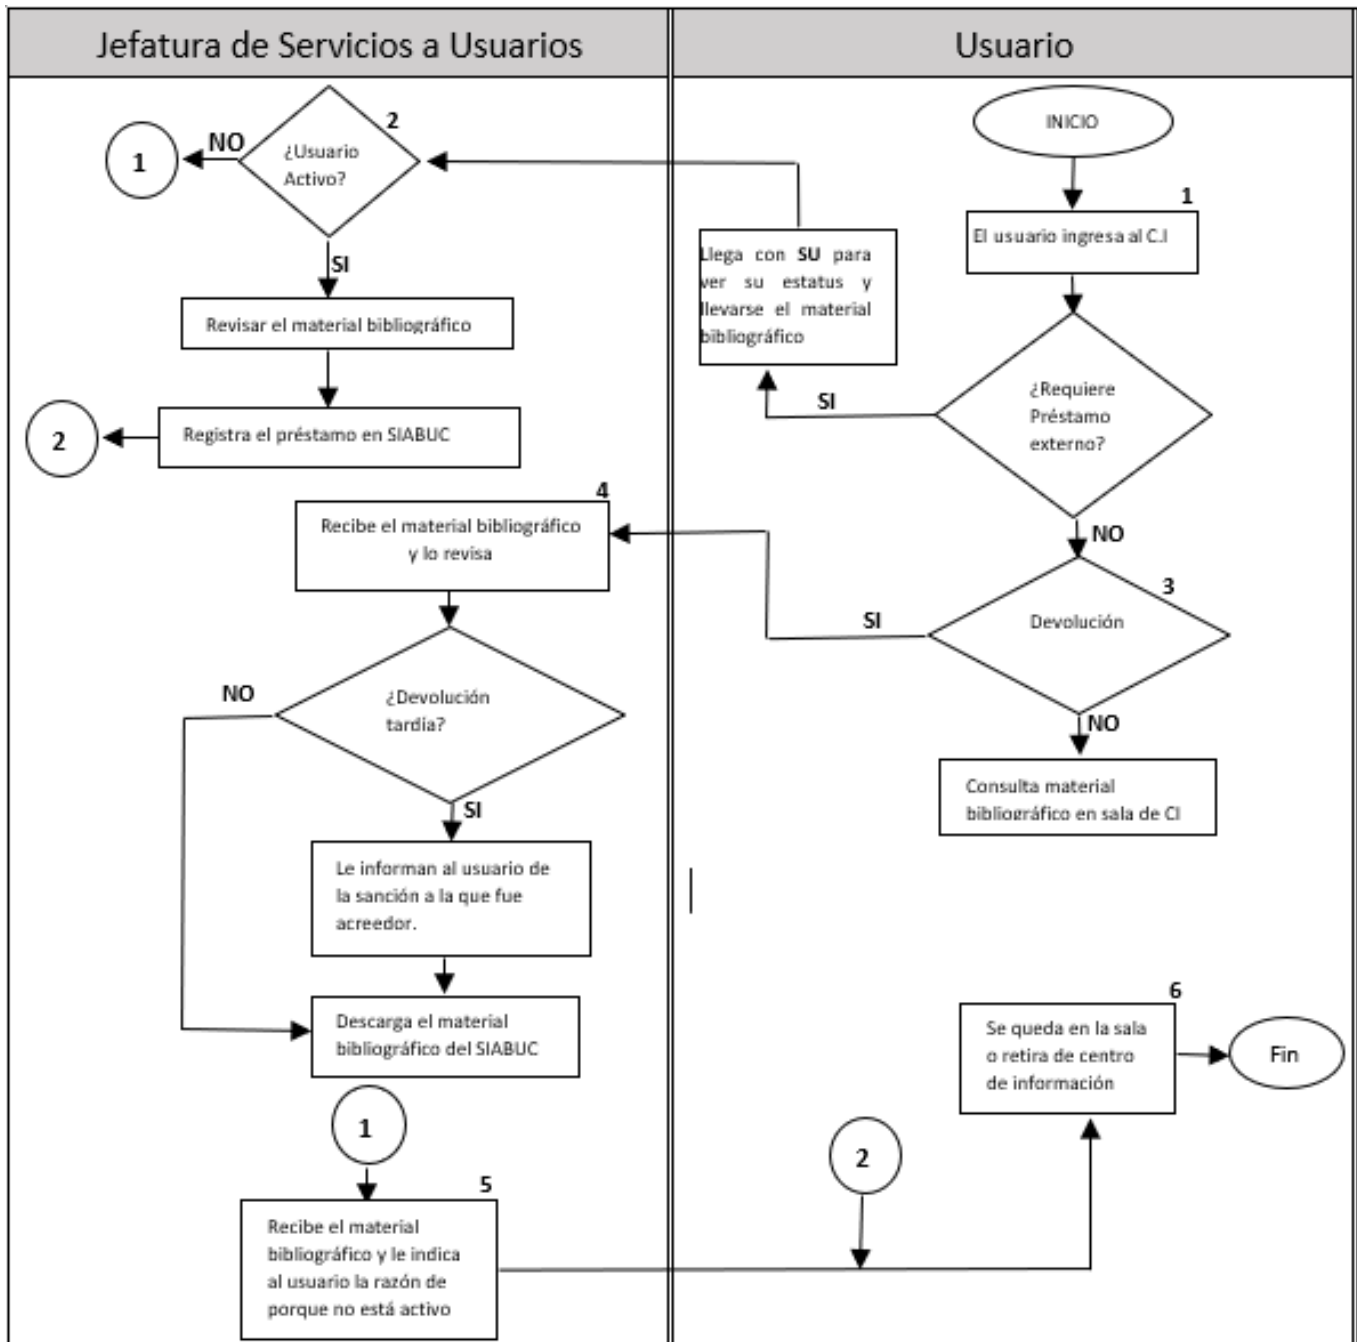 Jefatura de Servicios a Usuarios
Usuario
INICIO
1
El usuario ingresa al C.I
¿Requiere
Préstamo
externo?
SI
NO
Llega con SU para
ver su estatus y
llevarse el material
bibliográfico
2
¿Usuario
Activo?
NO
1
SI
Revisar el material bibliográfico
Registra el préstamo en SIABUC
2
3
Devolución
SI
NO
Consulta material
bibliográfico en sala de CI
4
Recibe el material bibliográfico
y lo revisa
¿Devolución
tardía?
NO
SI
Le informan al usuario de
la sanción a la que fue
acreedor.
Descarga el material
bibliográfico del SIABUC
1
5
Recibe el material
bibliográfico y le indica
al usuario la razón de
porque no está activo
2
6
Se queda en la sala
o retira de centro
de información
Fin